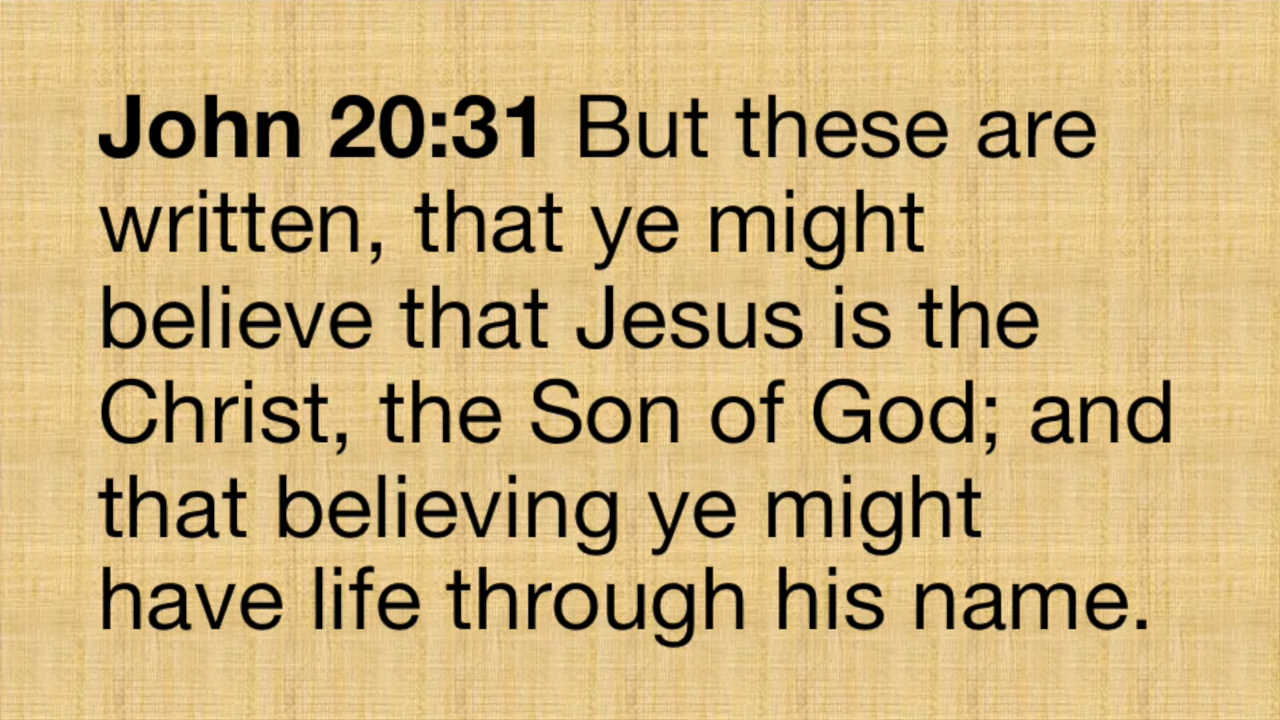 John 20:31 But these are
written, that ye might
believe that Jesus is the
Christ, the Son of God; and
that believing ye might
have life through his name.